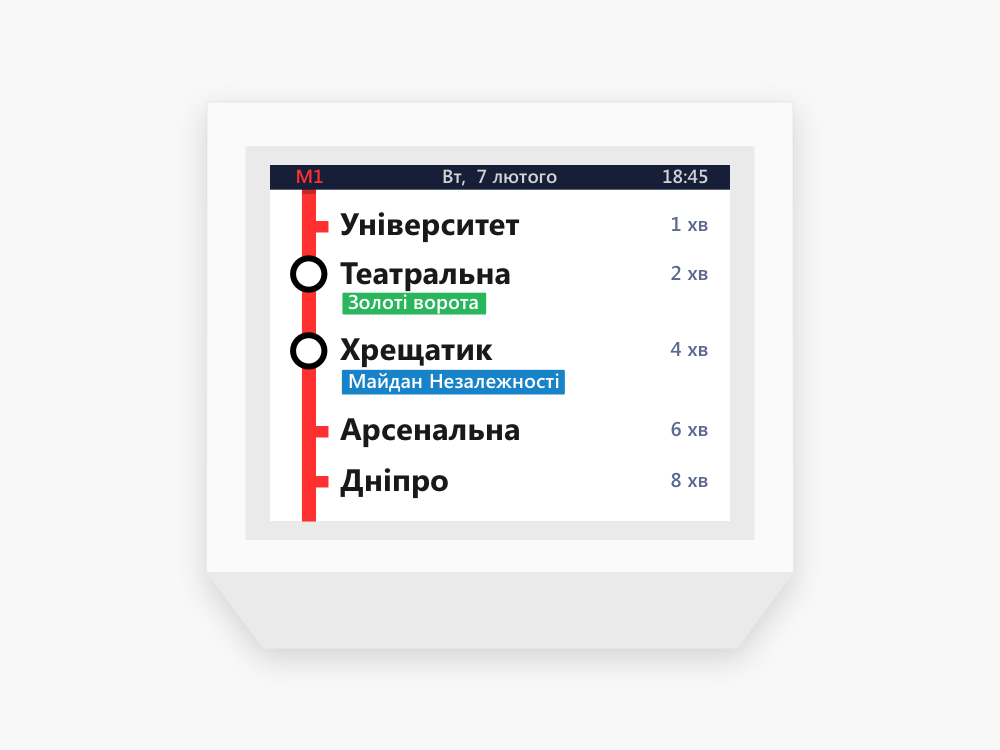 М1 Вт, 7 лютого 18:45
Університет 1 хв
Театральна 2 хв
Золоті ворота
Хрещатик 4 хв
Майдан Незалежності
Арсенальна 6 хв
Дніпро 8 хв